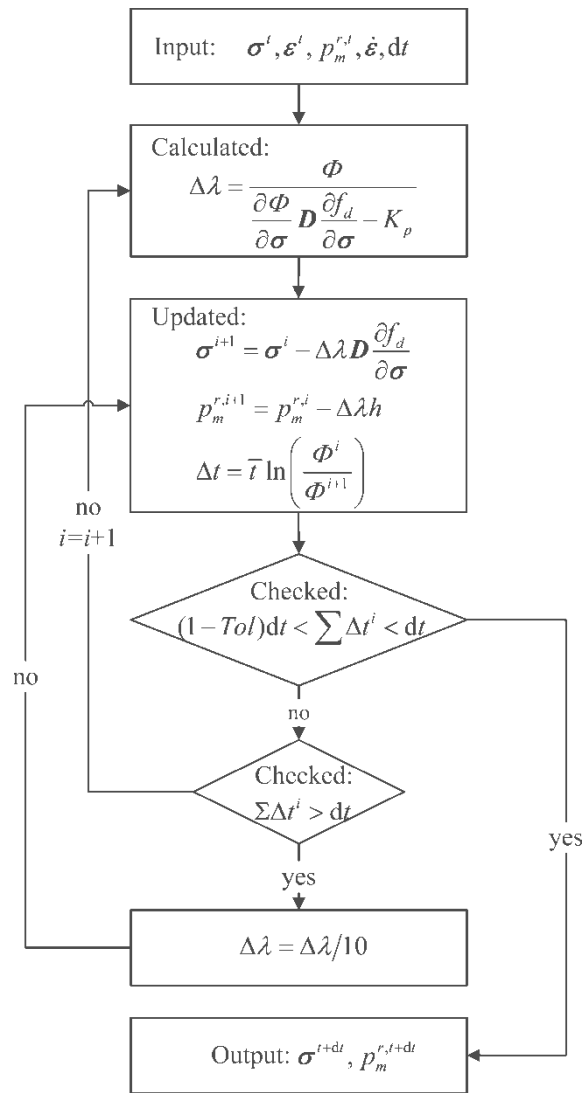 Input: σ^t, ε^t, p_m^{r,t}, ε̇, dt
Calculated:
Δλ = Φ / (∂Φ/∂σ D ∂f_d/∂σ − K_p)
Updated:
σ^{i+1} = σ^i − ΔλD ∂f_d/∂σ
p_m^{r,i+1} = p_m^{r,i} − Δλh
Δt = t̅ ln(Φ^i/Φ^{i+1})
no
i=i+1
Checked:
(1−Tol)dt < ∑Δt^i < dt
no
no
Checked:
ΣΔt^i > dt
yes
yes
Δλ = Δλ/10
Output: σ^{t+dt}, p_m^{r,t+dt}